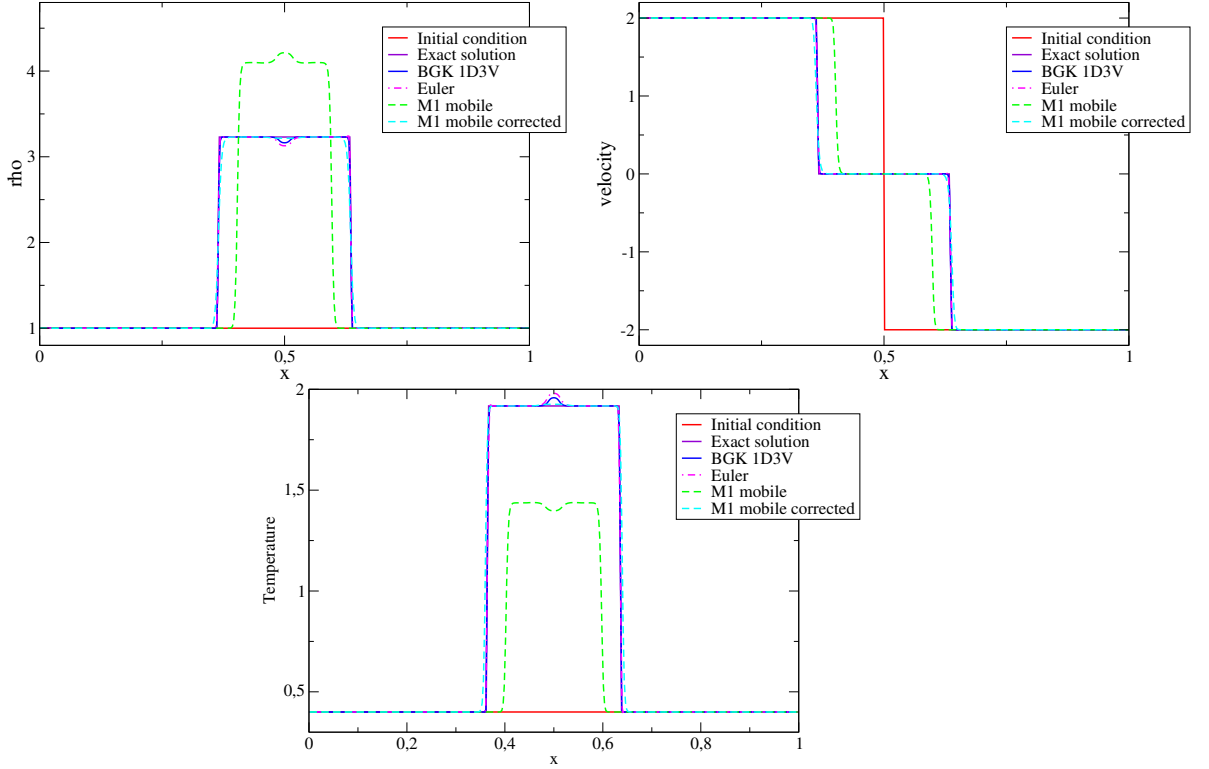 4
3
2
1
rho
0
0,5
1
x
Initial condition
Exact solution
BGK 1D3V
Euler
M1 mobile
M1 mobile corrected
2
1
0
-1
-2
velocity
0
0,5
1
x
Initial condition
Exact solution
BGK 1D3V
Euler
M1 mobile
M1 mobile corrected
2
1,5
1
0,5
Temperature
0
0,2
0,4
0,6
0,8
1
x
Initial condition
Exact solution
BGK 1D3V
Euler
M1 mobile
M1 mobile corrected